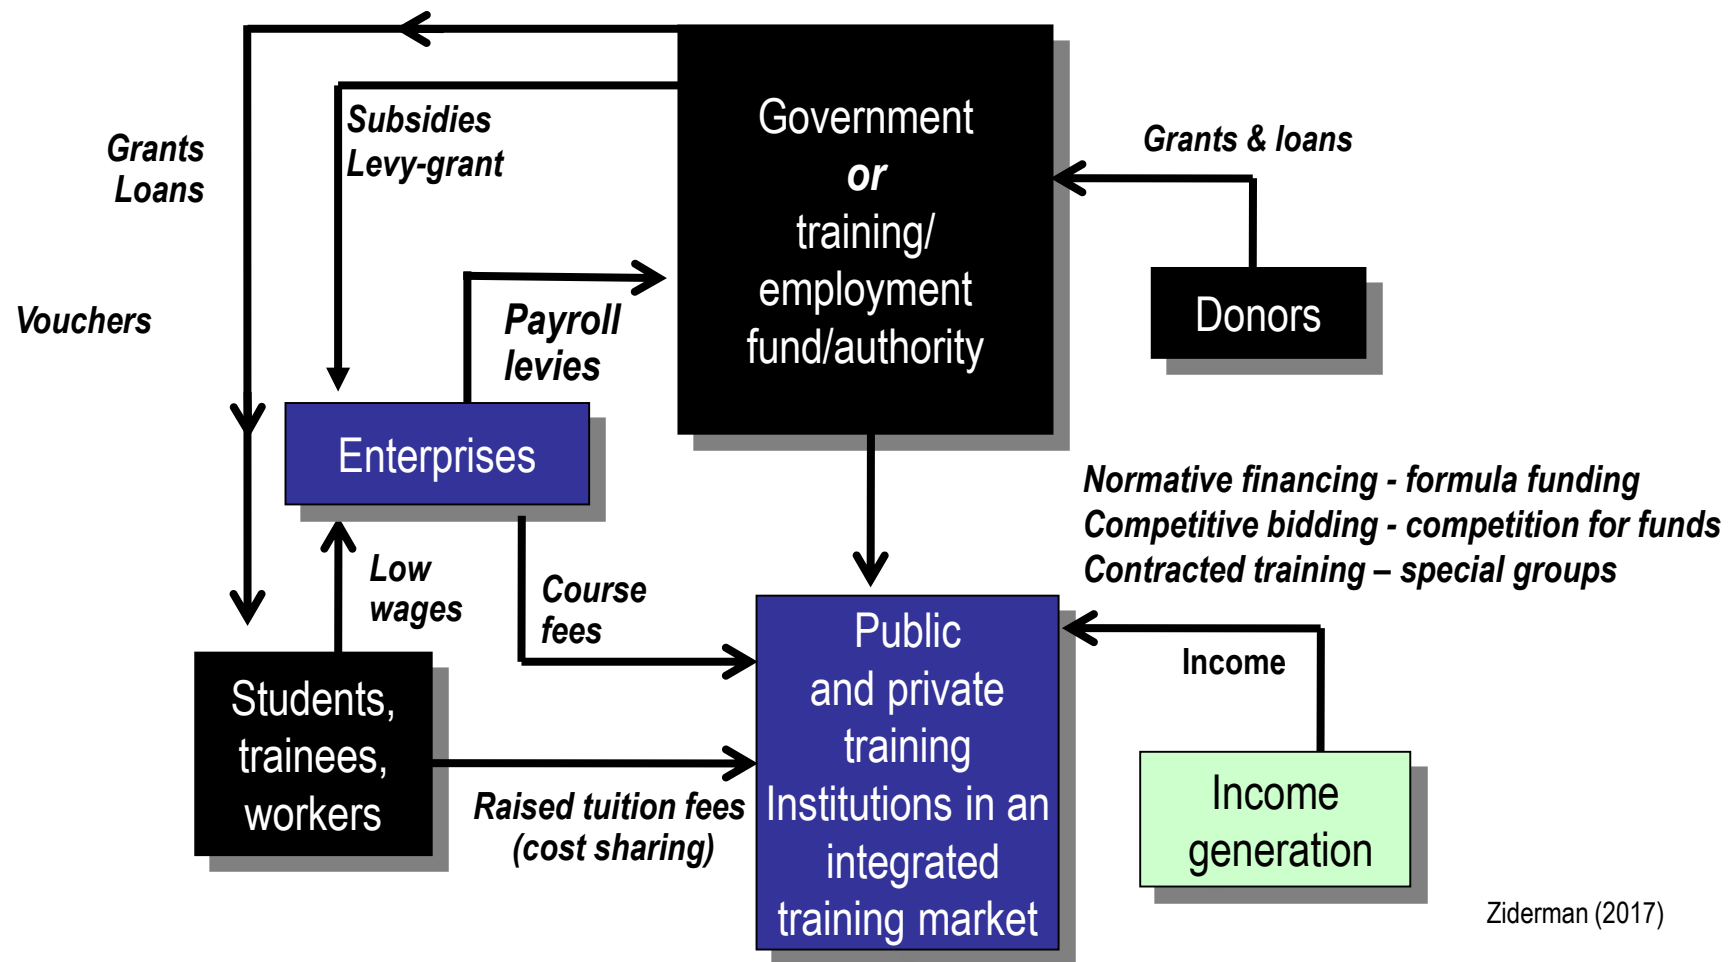 Grants
Loans
Vouchers
Subsidies
Levy-grant
Payroll
levies
Government
or
training/
employment
fund/authority
Grants & loans
Donors
Enterprises
Low
wages
Course
fees
Normative financing - formula funding
Competitive bidding - competition for funds
Contracted training – special groups
Students,
trainees,
workers
Raised tuition fees
(cost sharing)
Public
and private
training
Institutions in an
integrated
training market
Income
Income
generation
Ziderman (2017)